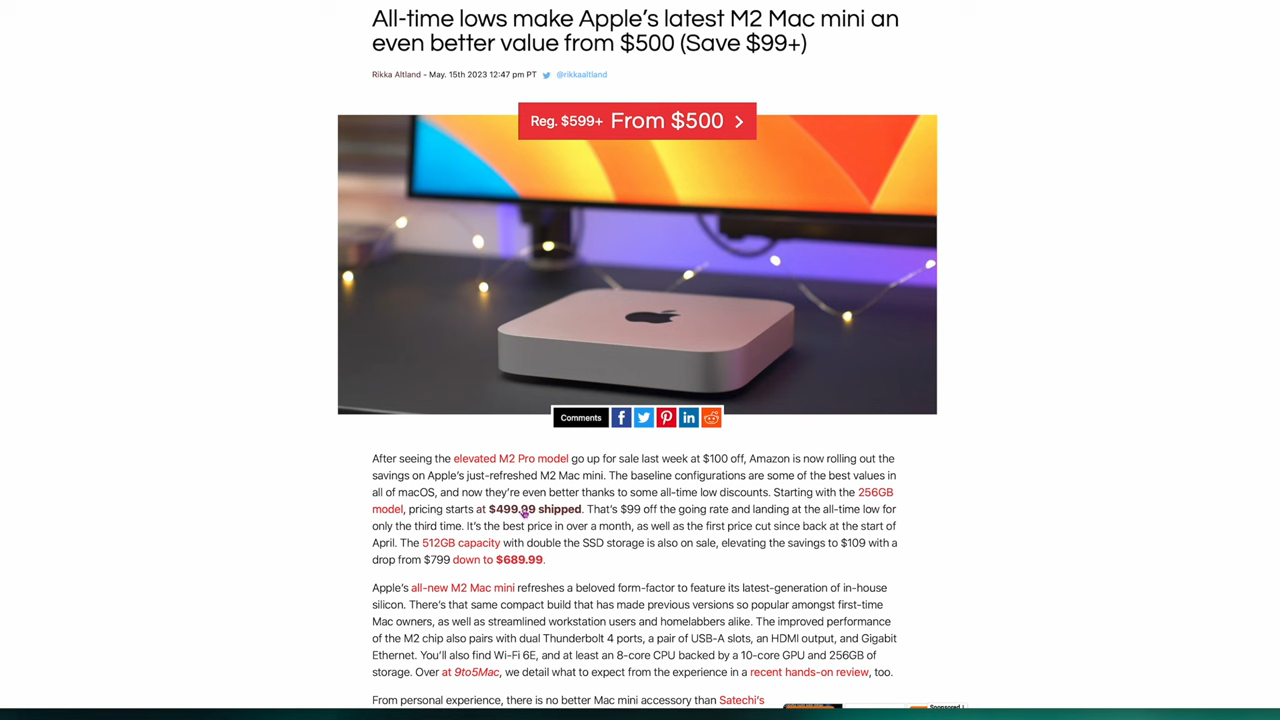 All-time lows make Apple's latest M2 Mac mini an
even better value from $500 (Save $99+)
Rikka Altland - May. 15th 2023 12:47 pm PT @rikkaaltland
Reg. $599+ From $500 >
Comments
After seeing the elevated M2 Pro model go up for sale last week at $100 off, Amazon is now rolling out the
savings on Apple's just-refreshed M2 Mac mini. The baseline configurations are some of the best values in
all of macOS, and now they're even better thanks to some all-time low discounts. Starting with the 256GB
model, pricing starts at $499.99 shipped. That's $99 off the going rate and landing at the all-time low for
only the third time. It's the best price in over a month, as well as the first price cut since back at the start of
April. The 512GB capacity with double the SSD storage is also on sale, elevating the savings to $109 with a
drop from $799 down to $689.99.
Apple's all-new M2 Mac mini refreshes a beloved form-factor to feature its latest-generation of in-house
silicon. There's that same compact build that has made previous versions so popular amongst first-time
Mac owners, as well as streamlined workstation users and homelabbers alike. The improved performance
of the M2 chip also pairs with dual Thunderbolt 4 ports, a pair of USB-A slots, an HDMI output, and Gigabit
Ethernet. You'll also find Wi-Fi 6E, and at least an 8-core CPU backed by a 10-core GPU and 256GB of
storage. Over at 9to5Mac, we detail what to expect from the experience in a recent hands-on review, too.
From personal experience, there is no better Mac mini accessory than Satechi's
Sponsored